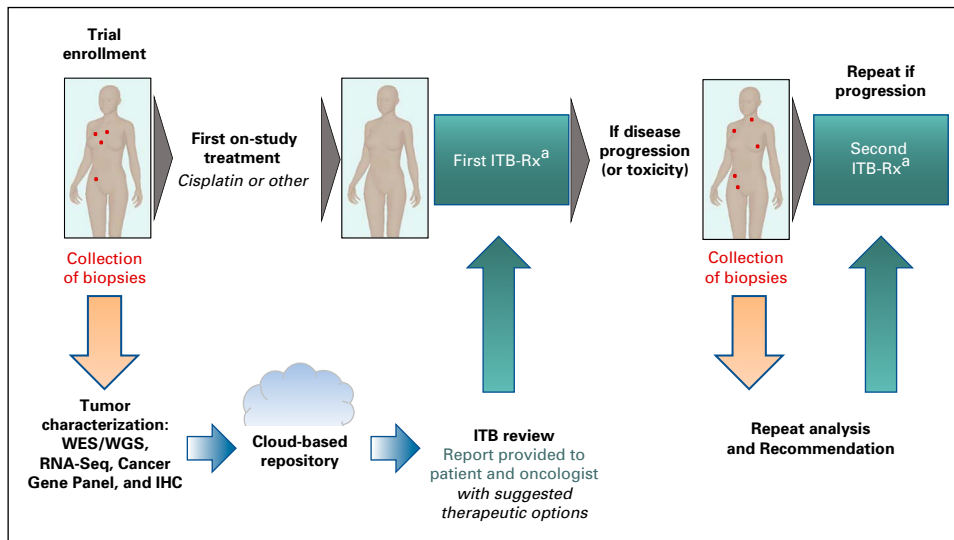 Trial
enrollment
First on-study
treatment
Cisplatin or other
First ITB-Rxa
If disease
progression
(or toxicity)
Repeat if
progression
Second
ITB-Rxa
Collection
of biopsies
Collection
of biopsies
Tumor
characterization:
WES/WGS,
RNA-Seq, Cancer
Gene Panel, and IHC
Cloud-based
repository
ITB review
Report provided to
patient and oncologist
with suggested
therapeutic options
Repeat analysis
and Recommendation